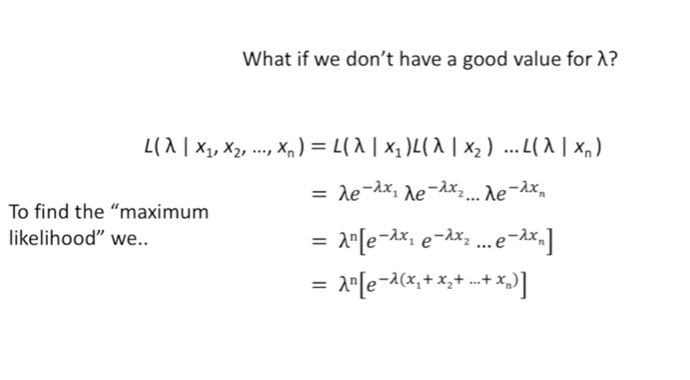 What if we don't have a good value for λ?
L( λ | x₁, x₂, ..., xₙ ) = L( λ | x₁ )L( λ | x₂ ) ...L( λ | xₙ )
= λe^−λx₁ λe^−λx₂... λe^−λxₙ
To find the "maximum
likelihood" we..
= λⁿ[e^−λx₁ e^−λx₂ ... e^−λxₙ]
= λⁿ[e^−λ(x₁+ x₂+ ...+ xₙ)]